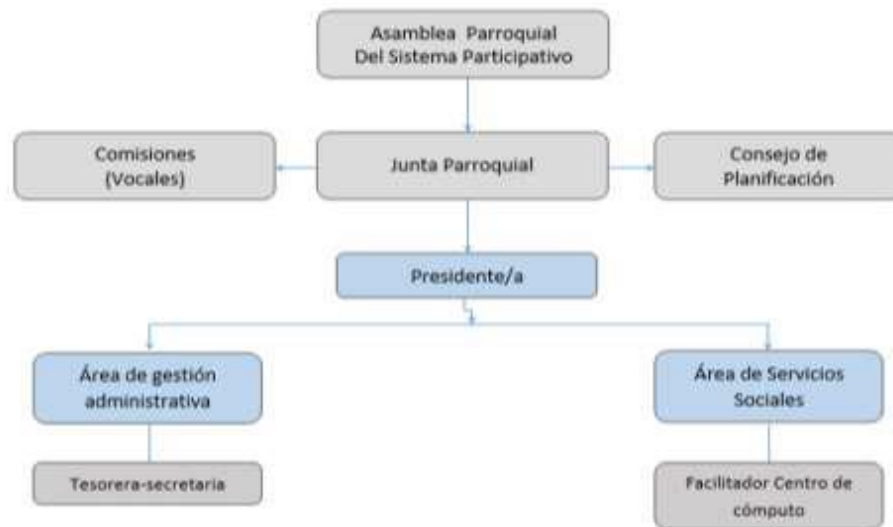 Asamblea Parroquial
Del Sistema Participativo
Comisiones
(Vocales)
Junta Parroquial
Consejo de
Planificación
Presidente/a
Área de gestión
administrativa
Área de Servicios
Sociales
Tesorera-secretaria
Facilitador Centro de
cómputo